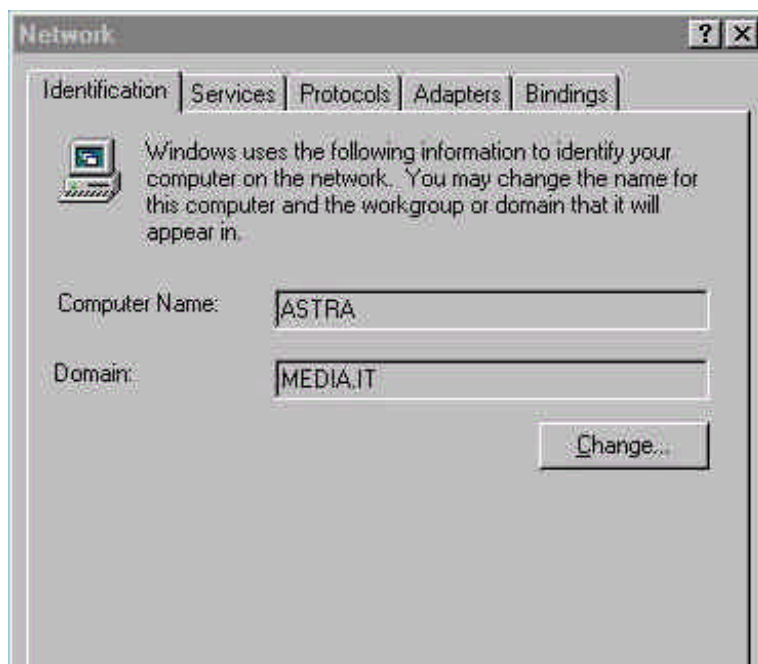 Network
Identification Services Protocols Adapters Bindings
Windows uses the following information to identify your
computer on the network. You may change the name for
this computer and the workgroup or domain that it will
appear in.
Computer Name: ASTRA
Domain: MEDIA.IT
Change...